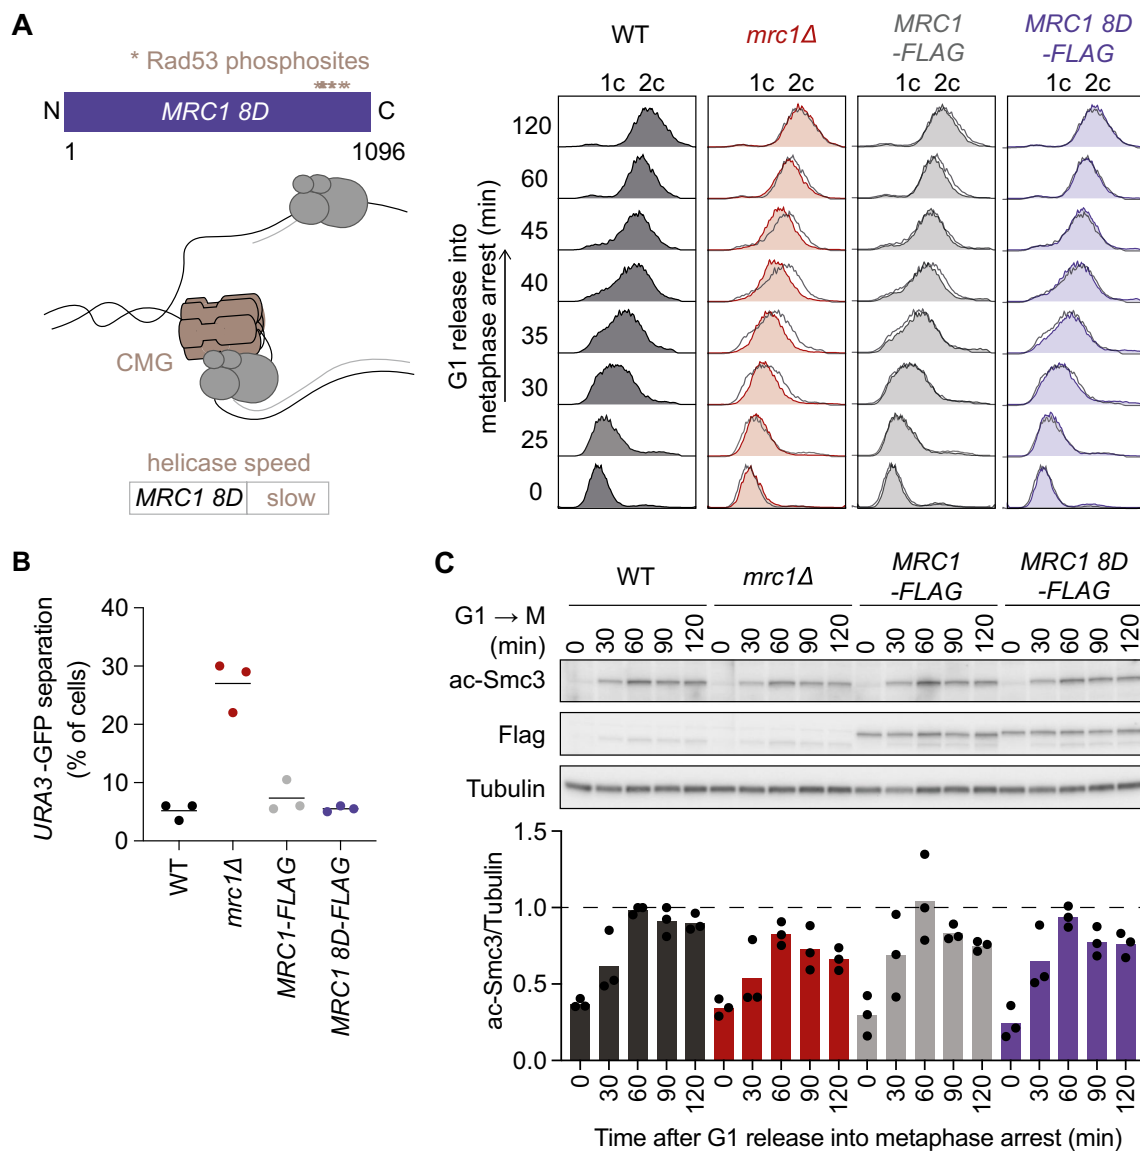 A
* Rad53 phosphosites
****
N MRC1 8D C
1 1096
CMG
helicase speed
MRC1 8D slow
WT mrc1Δ MRC1 -FLAG MRC1 8D -FLAG
1c 2c 1c 2c 1c 2c 1c 2c
G1 release into
metaphase arrest (min)
120
60
45
40
35
30
25
0
B
URA3-GFP separation
(% of cells)
40
30
20
10
0
WT mrc1Δ MRC1-FLAG MRC1 8D-FLAG
C
WT mrc1Δ MRC1 -FLAG MRC1 8D -FLAG
G1 → M
(min)
0 30 60 90 120 0 30 60 90 120 0 30 60 90 120 0 30 60 90 120
ac-Smc3
Flag
Tubulin
ac-Smc3/Tubulin
1.5
1.0
0.5
0.0
0 30 60 90 120 0 30 60 90 120 0 30 60 90 120 0 30 60 90 120
Time after G1 release into metaphase arrest (min)